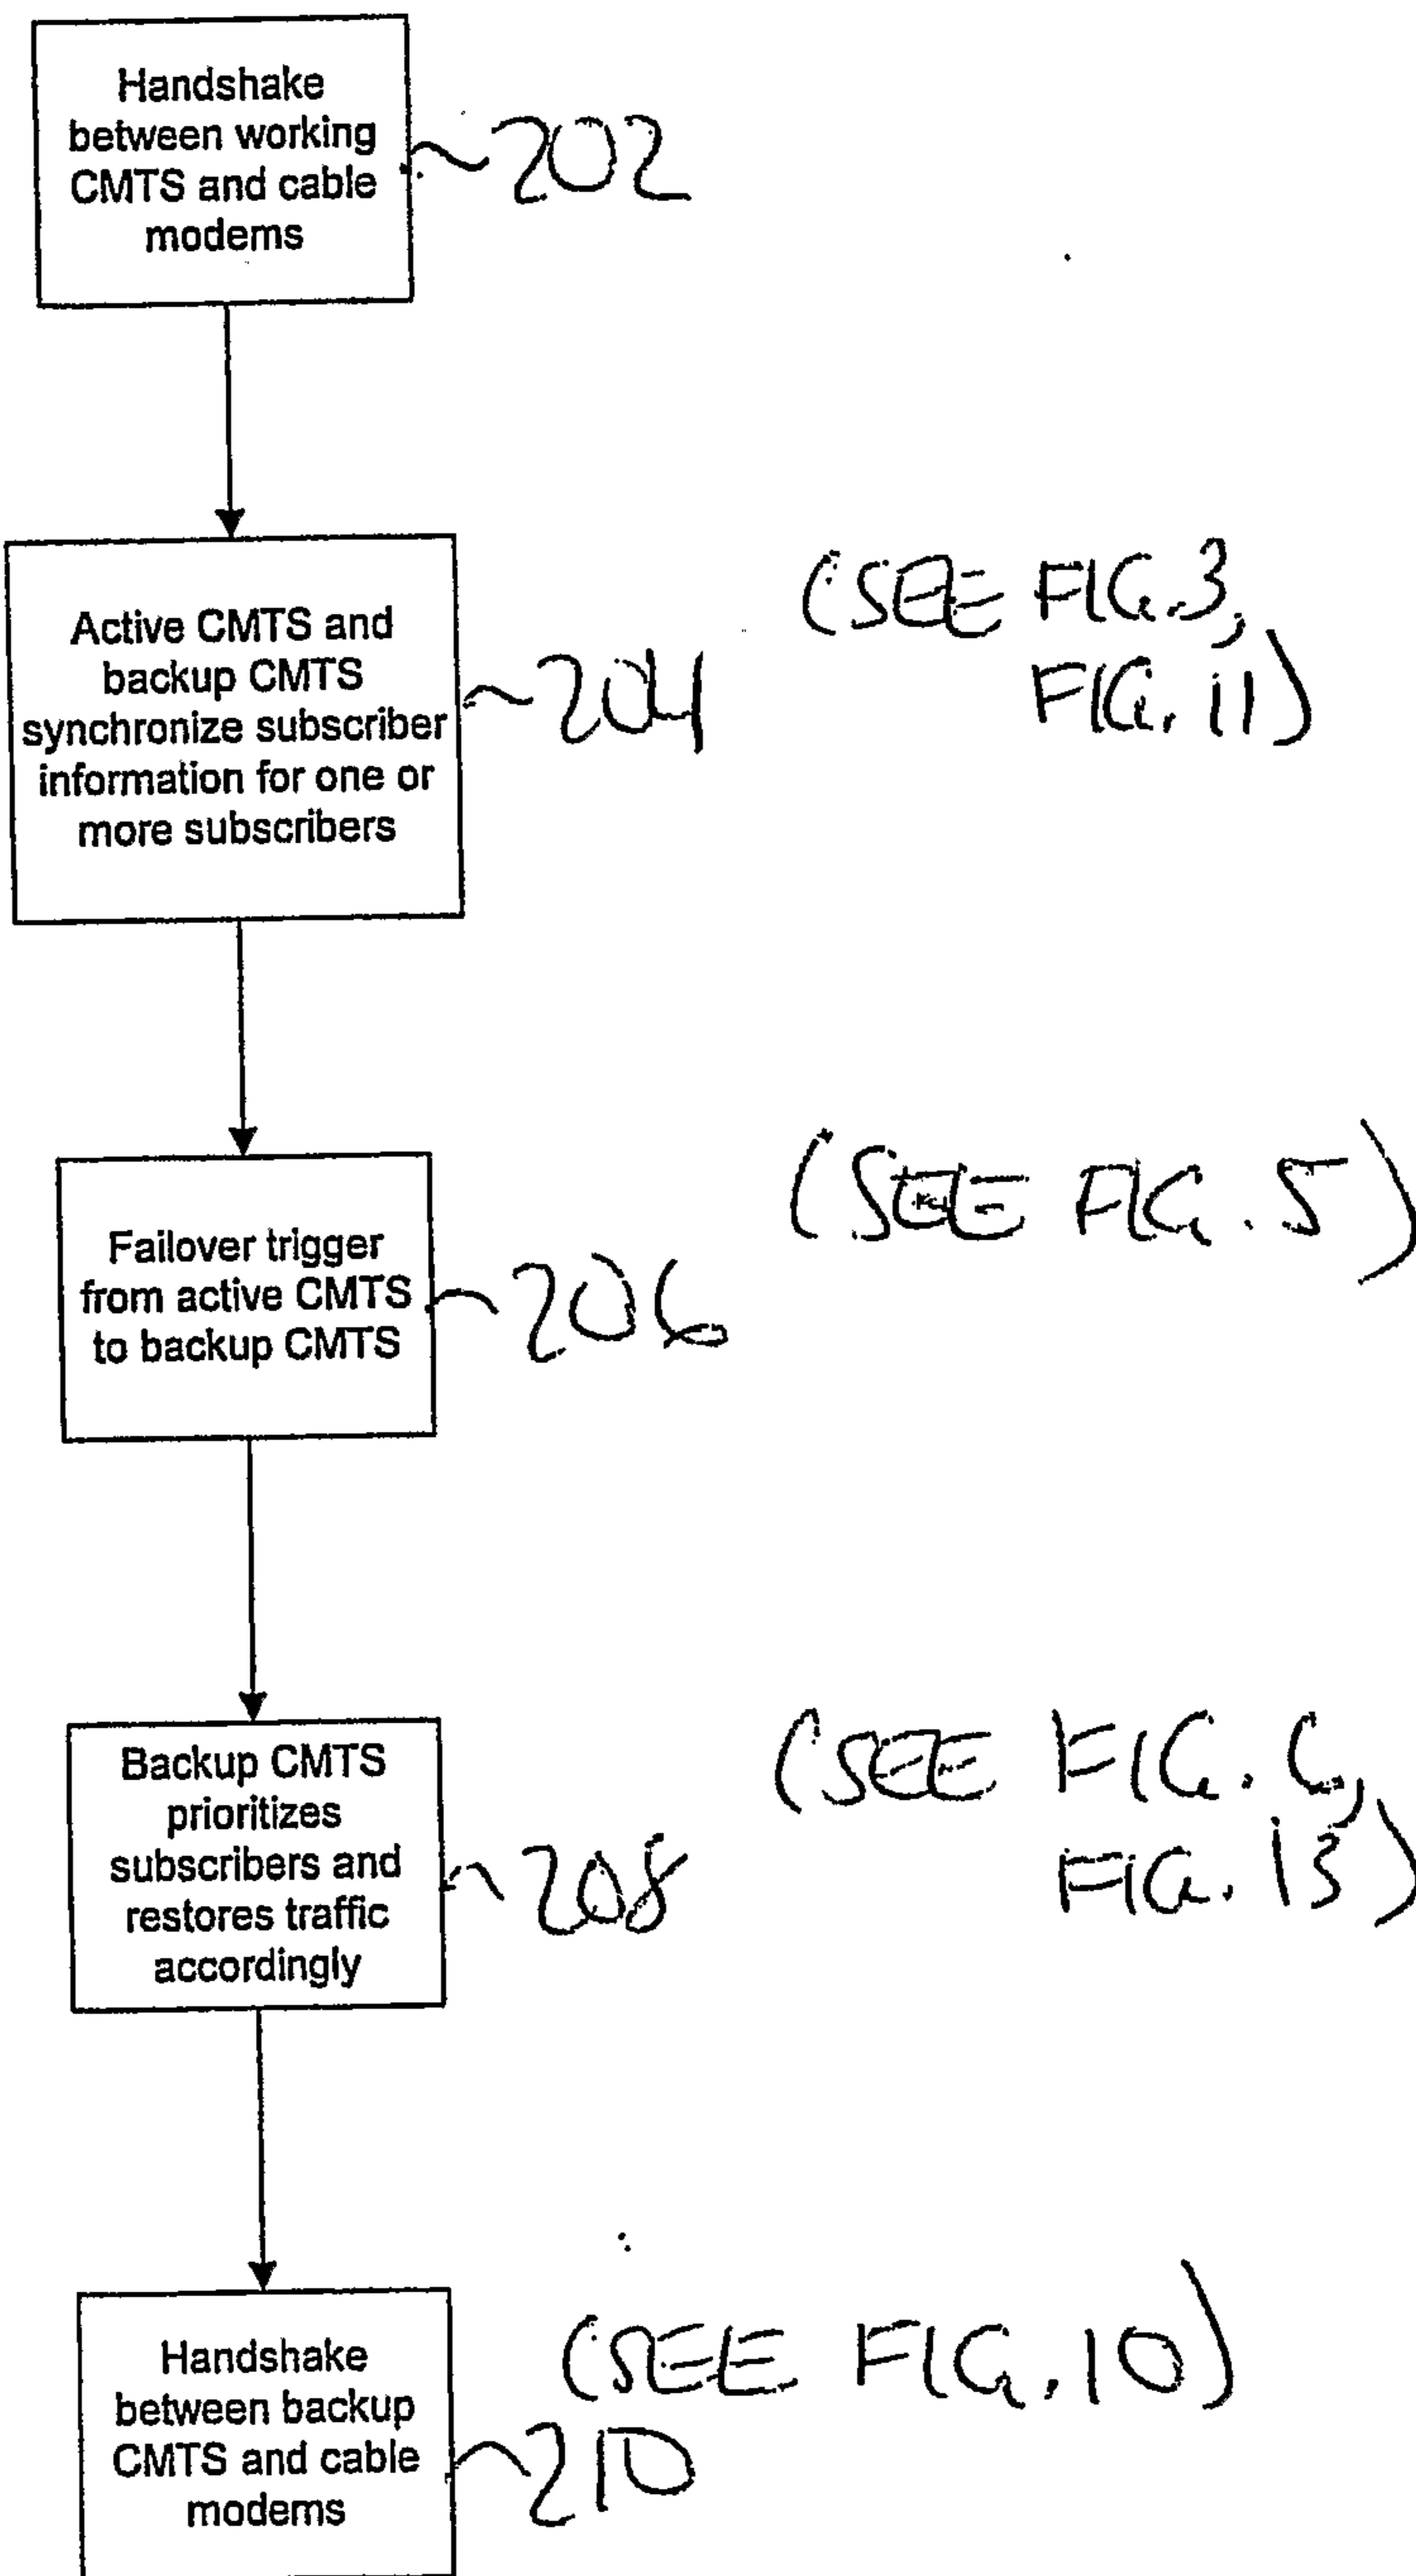 Handshake
between working
CMTS and cable
modems
202
Active CMTS and
backup CMTS
synchronize subscriber
information for one or
more subscribers
204
(SEE FIG. 3,
FIG. 11)
Failover trigger
from active CMTS
to backup CMTS
206
(SEE FIG. 5)
Backup CMTS
prioritizes
subscribers and
restores traffic
accordingly
208
(SEE FIG. 6,
FIG. 13)
Handshake
between backup
CMTS and cable
modems
210
(SEE FIG. 10)